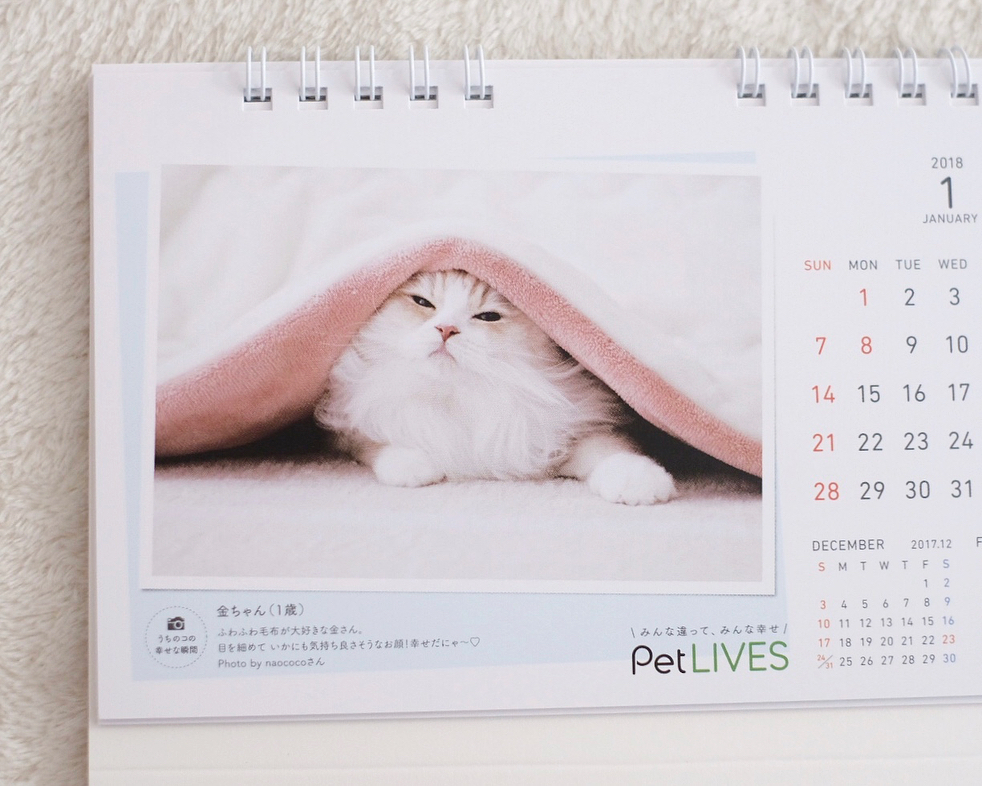 2018
1
JANUARY
SUN MON TUE WED
1 2 3
7 8 9 10
14 15 16 17
21 22 23 24
28 29 30 31
DECEMBER 2017.12 F
S M T W T F S
1 2
3 4 5 6 7 8 9
10 11 12 13 14 15 16
17 18 19 20 21 22 23
24/31 25 26 27 28 29 30
うちのコの
幸せな瞬間
金ちゃん(1歳)
ふわふわ毛布が大好きな金さん。
目を細めて いかにも気持ち良さそうなお顔!幸せだにゃ〜♡
Photo by naococoさん
\ みんな違って、みんな幸せ /
PetLIVES